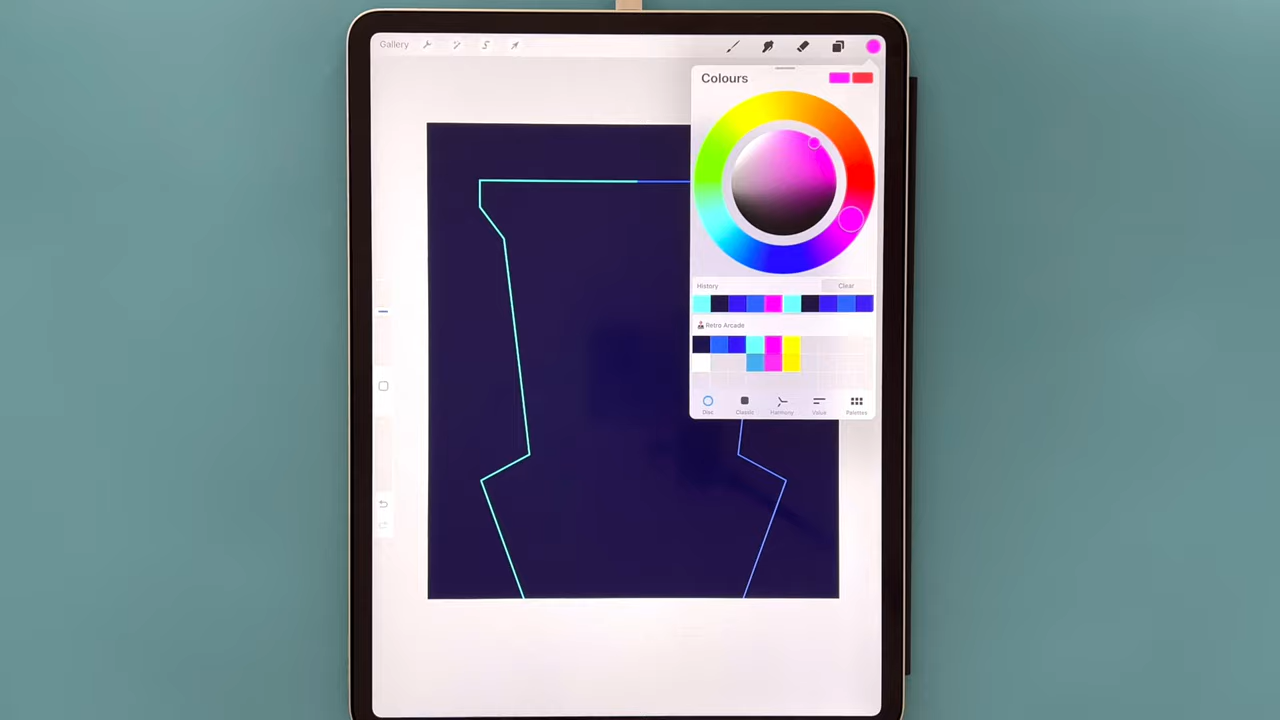 Gallery
Colours
History
Clear
Retro Arcade
Disc
Classic
Harmony
Value
Palettes